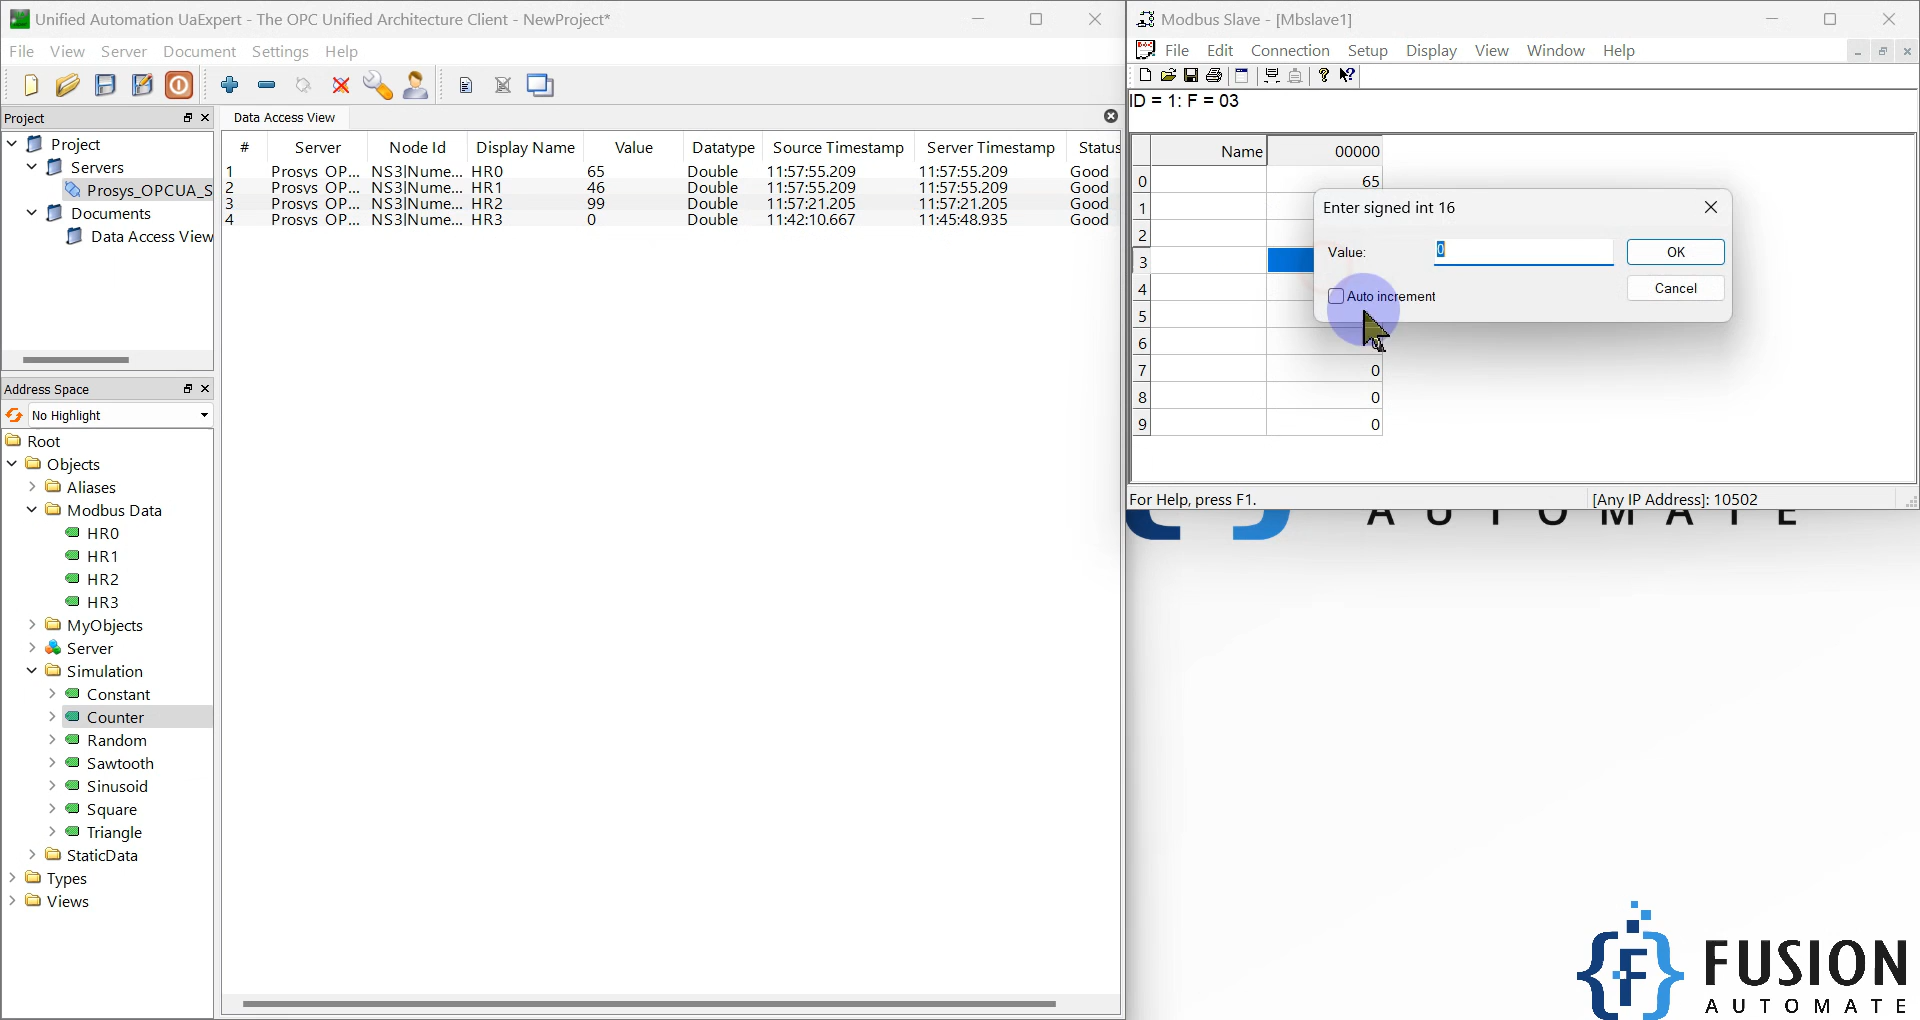 Unified Automation UaExpert - The OPC Unified Architecture Client - NewProject*
File View Server Document Settings Help
Project
Project
Servers
Prosys_OPCUA_S
Documents
Data Access View
Address Space
No Highlight
Root
Objects
Aliases
Modbus Data
HR0
HR1
HR2
HR3
MyObjects
Server
Simulation
Constant
Counter
Random
Sawtooth
Sinusoid
Square
Triangle
StaticData
Types
Views
Data Access View
# Server Node Id Display Name Value Datatype Source Timestamp Server Timestamp Status
1 Prosys OP... NS3|Nume... HR0 65 Double 11:57:55.209 11:57:55.209 Good
2 Prosys OP... NS3|Nume... HR1 46 Double 11:57:55.209 11:57:55.209 Good
3 Prosys OP... NS3|Nume... HR2 99 Double 11:57:21.205 11:57:21.205 Good
4 Prosys OP... NS3|Nume... HR3 0 Double 11:42:10.667 11:45:48.935 Good
Modbus Slave - [Mbslave1]
File Edit Connection Setup Display View Window Help
ID = 1: F = 03
Name 00000
0 65
1
2
3
4
5
6 0
7 0
8 0
9 0
Enter signed int 16
Value: 0 OK
Auto increment Cancel
For Help, press F1. [Any IP Address]: 10502
AUTOMATE
FUSION
AUTOMATE